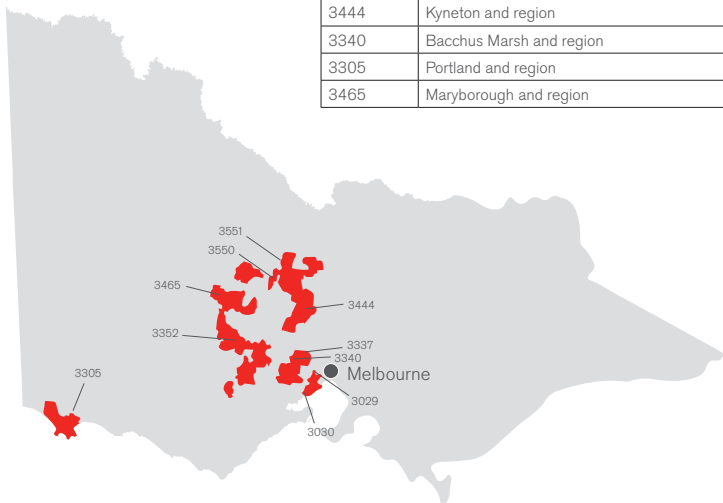 3444 Kyneton and region
3340 Bacchus Marsh and region
3305 Portland and region
3465 Maryborough and region
3551
3550
3465
3444
3352
3337
3340
Melbourne
3305
3029
3030